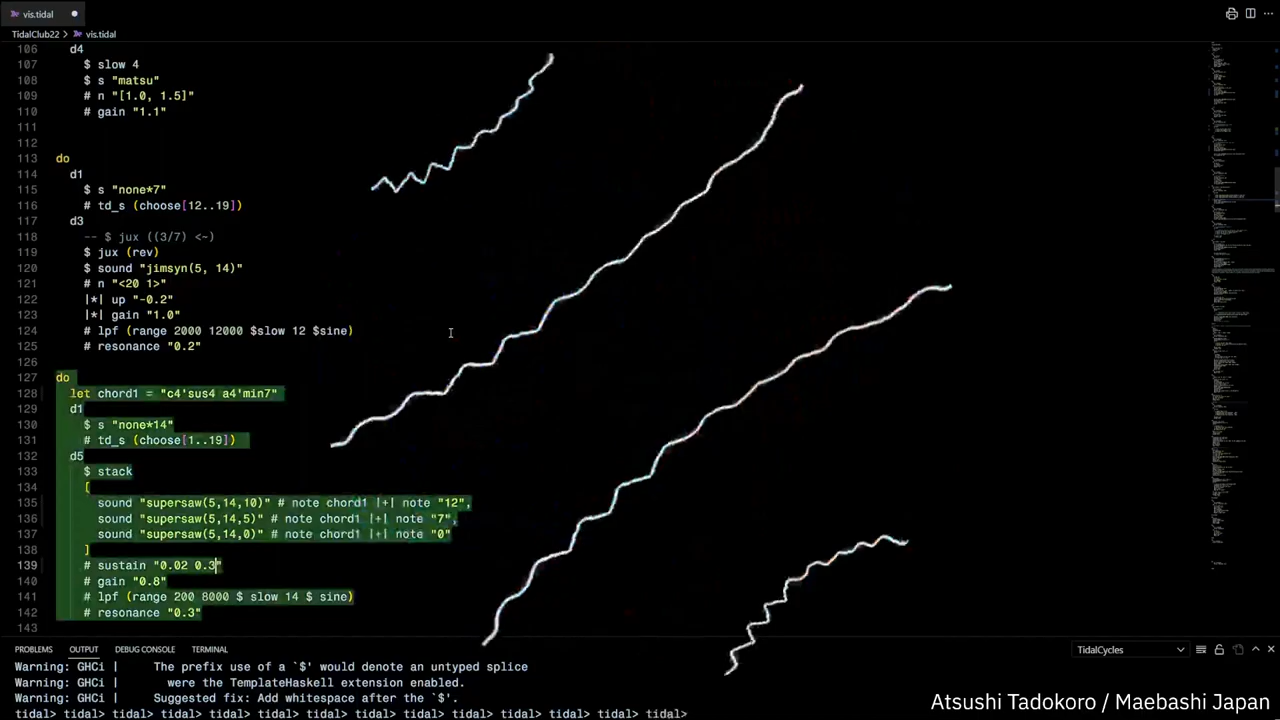 vis.tidal
TidalClub22 > vis.tidal
106 d4
107 $ slow 4
108 $ s "matsu"
109 # n "[1.0, 1.5]"
110 # gain "1.1"
111
112
113 do
114 d1
115 $ s "none*7"
116 # td_s (choose[12..19])
117 d3
118 -- $ jux ((3/7) <~)
119 $ jux (rev)
120 $ sound "jimsyn(5, 14)"
121 # n "<20 1>"
122 |*| up "-0.2"
123 |*| gain "1.0"
124 # lpf (range 2000 12000 $slow 12 $sine)
125 # resonance "0.2"
126
127 do
128 let chord1 = "c4'sus4 a4'min7"
129 d1
130 $ s "none*14"
131 # td_s (choose[1..19])
132 d5
133 $ stack
134 [
135 sound "supersaw(5,14,10)" # note chord1 |+| note "12",
136 sound "supersaw(5,14,5)" # note chord1 |+| note "7",
137 sound "supersaw(5,14,0)" # note chord1 |+| note "0"
138 ]
139 # sustain "0.02 0.3"
140 # gain "0.8"
141 # lpf (range 200 8000 $ slow 14 $ sine)
142 # resonance "0.3"
143
PROBLEMS OUTPUT DEBUG CONSOLE TERMINAL TidalCycles
Warning: GHCi | The prefix use of a `$' would denote an untyped splice
Warning: GHCi | were the TemplateHaskell extension enabled.
Warning: GHCi | Suggested fix: Add whitespace after the `$'.
tidal> tidal> tidal> tidal> tidal> tidal> tidal> tidal> tidal> tidal> tidal> tidal> tidal>
Atsushi Tadokoro / Maebashi Japan